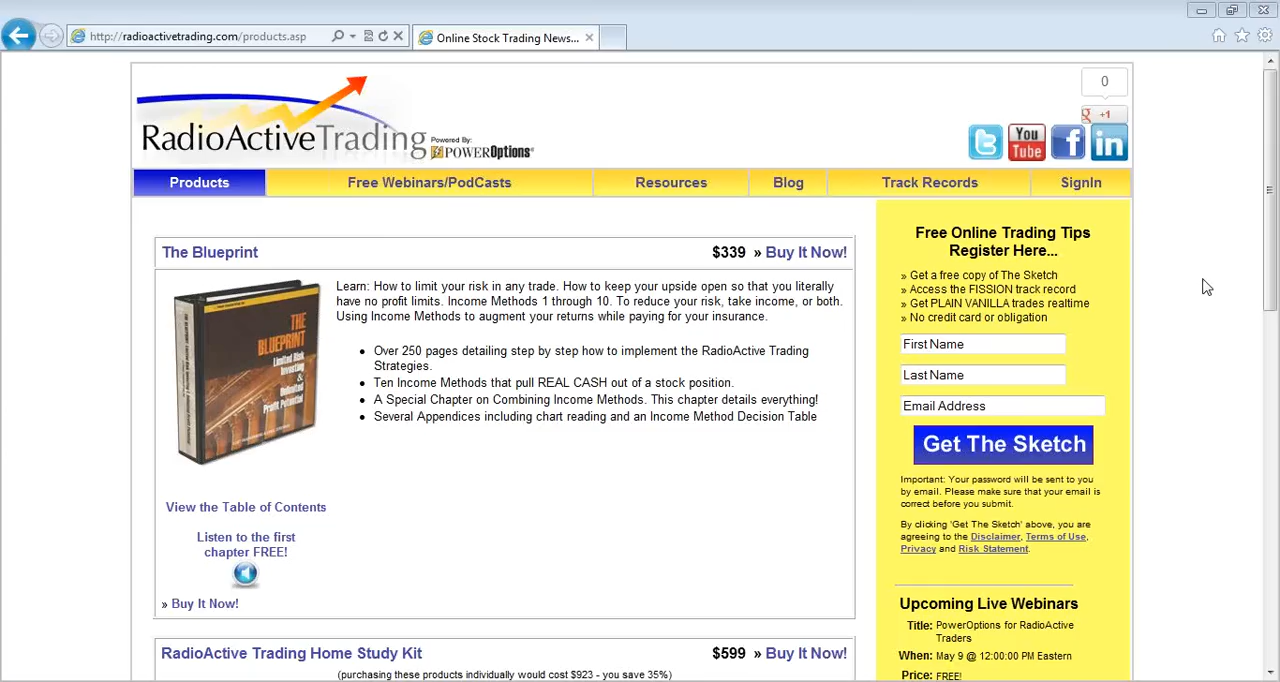 http://radioactivetrading.com/products.asp
Online Stock Trading News...
RadioActiveTrading
Powered By:
POWEROptions®
0
g +1
You
Tube
f
in
Products
Free Webinars/PodCasts
Resources
Blog
Track Records
SignIn
The Blueprint
$339 » Buy It Now!
THE
BLUEPRINT
Limited Risk
Investing
&
Unlimited
Profit Potential
Learn: How to limit your risk in any trade. How to keep your upside open so that you literally
have no profit limits. Income Methods 1 through 10. To reduce your risk, take income, or both.
Using Income Methods to augment your returns while paying for your insurance.
• Over 250 pages detailing step by step how to implement the RadioActive Trading
Strategies.
• Ten Income Methods that pull REAL CASH out of a stock position.
• A Special Chapter on Combining Income Methods. This chapter details everything!
• Several Appendices including chart reading and an Income Method Decision Table
View the Table of Contents
Listen to the first
chapter FREE!
» Buy It Now!
RadioActive Trading Home Study Kit
$599 » Buy It Now!
(purchasing these products individually would cost $923 - you save 35%)
Free Online Trading Tips
Register Here...
» Get a free copy of The Sketch
» Access the FISSION track record
» Get PLAIN VANILLA trades realtime
» No credit card or obligation
First Name
Last Name
Email Address
Get The Sketch
Important: Your password will be sent to you
by email. Please make sure that your email is
correct before you submit.
By clicking 'Get The Sketch' above, you are
agreeing to the Disclaimer, Terms of Use,
Privacy and Risk Statement.
Upcoming Live Webinars
Title: PowerOptions for RadioActive
Traders
When: May 9 @ 12:00:00 PM Eastern
Price: FREE!